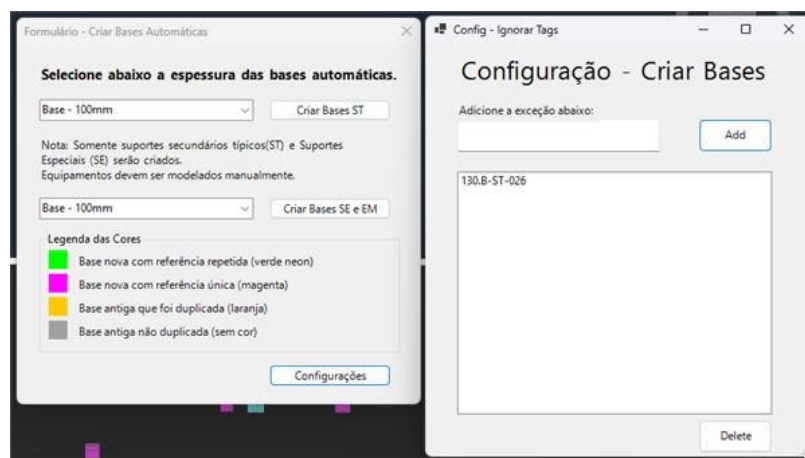 Formulário - Criar Bases Automáticas
Selecione abaixo a espessura das bases automáticas.
Base - 100mm
Criar Bases ST
Nota: Somente suportes secundários típicos(ST) e Suportes
Especiais (SE) serão criados.
Equipamentos devem ser modelados manualmente.
Base - 100mm
Criar Bases SE e EM
Legenda das Cores
Base nova com referência repetida (verde neon)
Base nova com referência única (magenta)
Base antiga que foi duplicada (laranja)
Base antiga não duplicada (sem cor)
Configurações
Config - Ignorar Tags
Configuração - Criar Bases
Adicione a exceção abaixo:
Add
130.B-ST-026
Delete